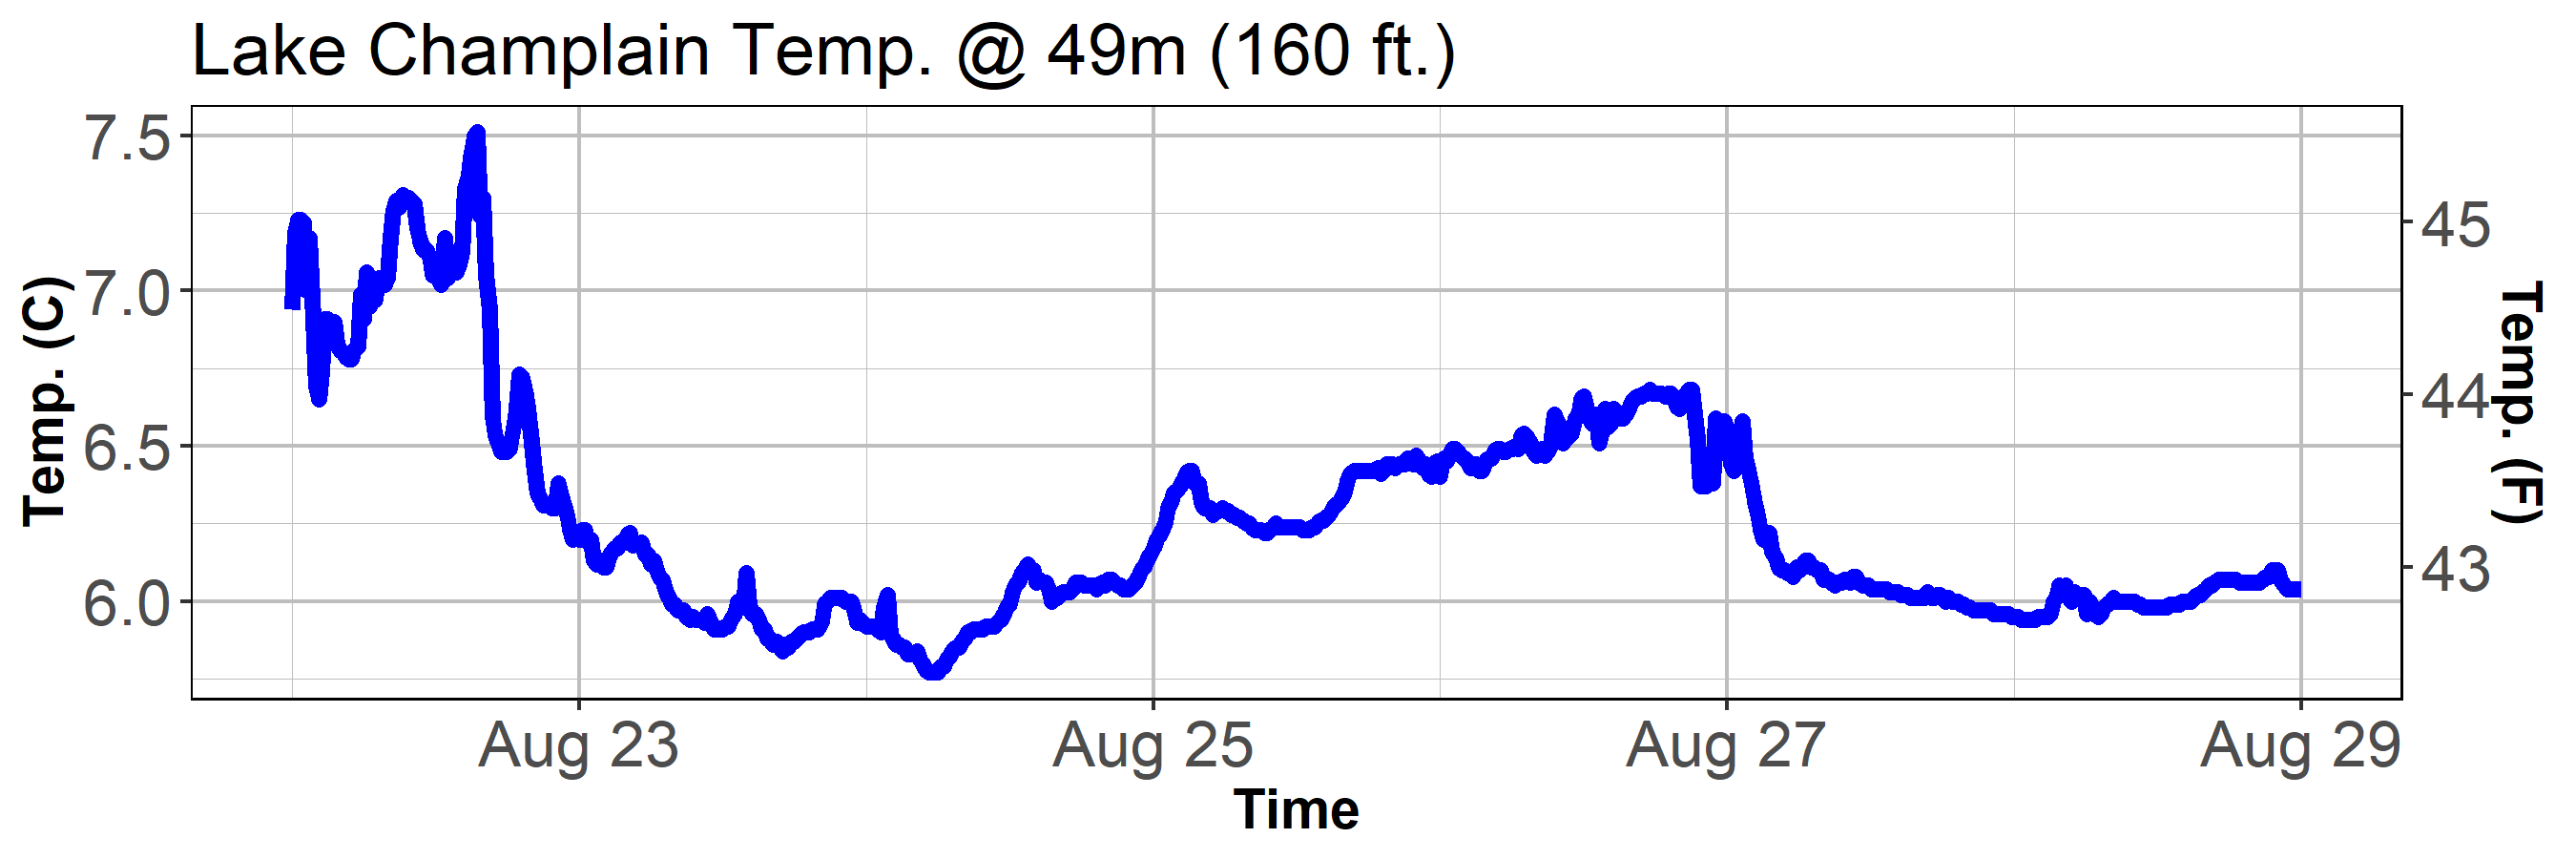 Lake Champlain Temp. @ 49m (160 ft.)
7.5
7.0
6.5
6.0
Temp. (C)
45
44
43
Temp. (F)
Aug 23 Aug 25 Aug 27 Aug 29
Time